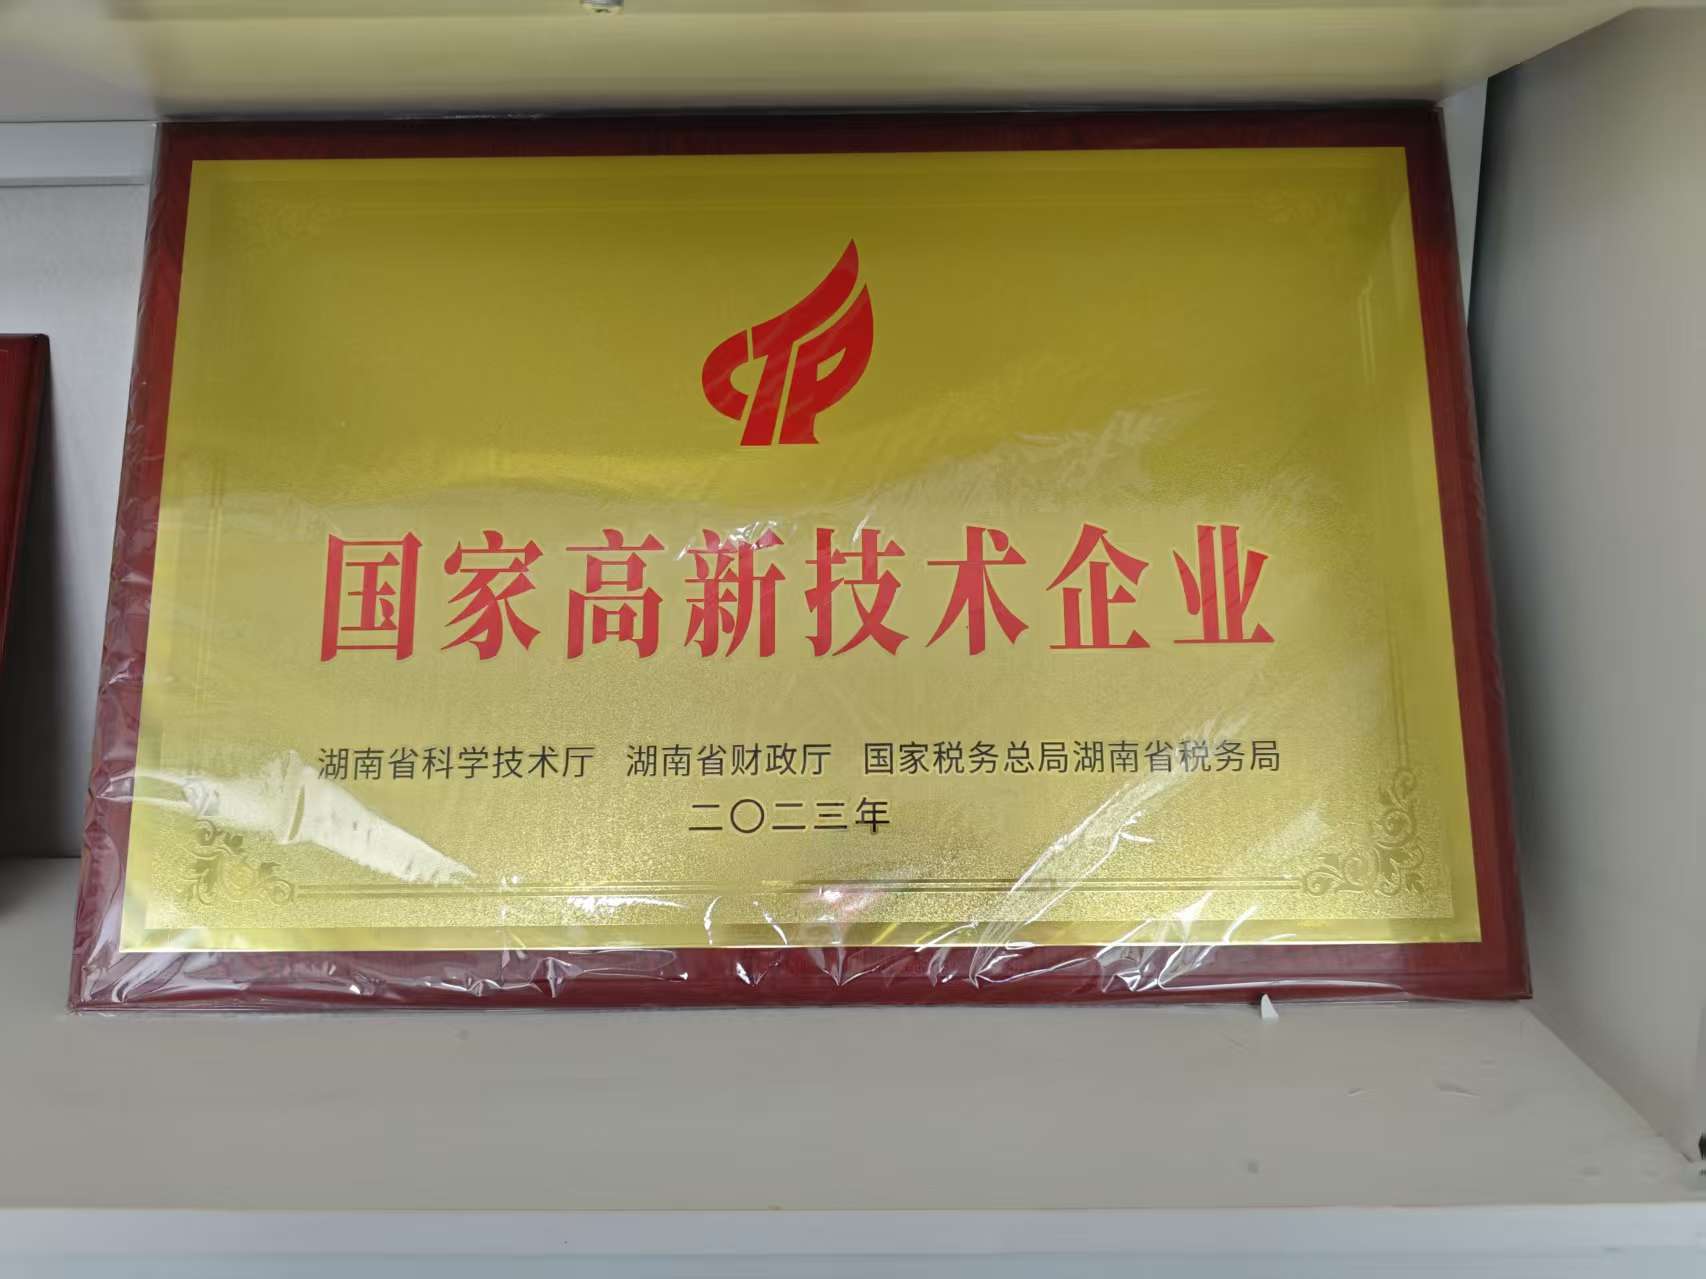 国家高新技术企业
湖南省科学技术厅 湖南省财政厅 国家税务总局湖南省税务局
二〇二三年